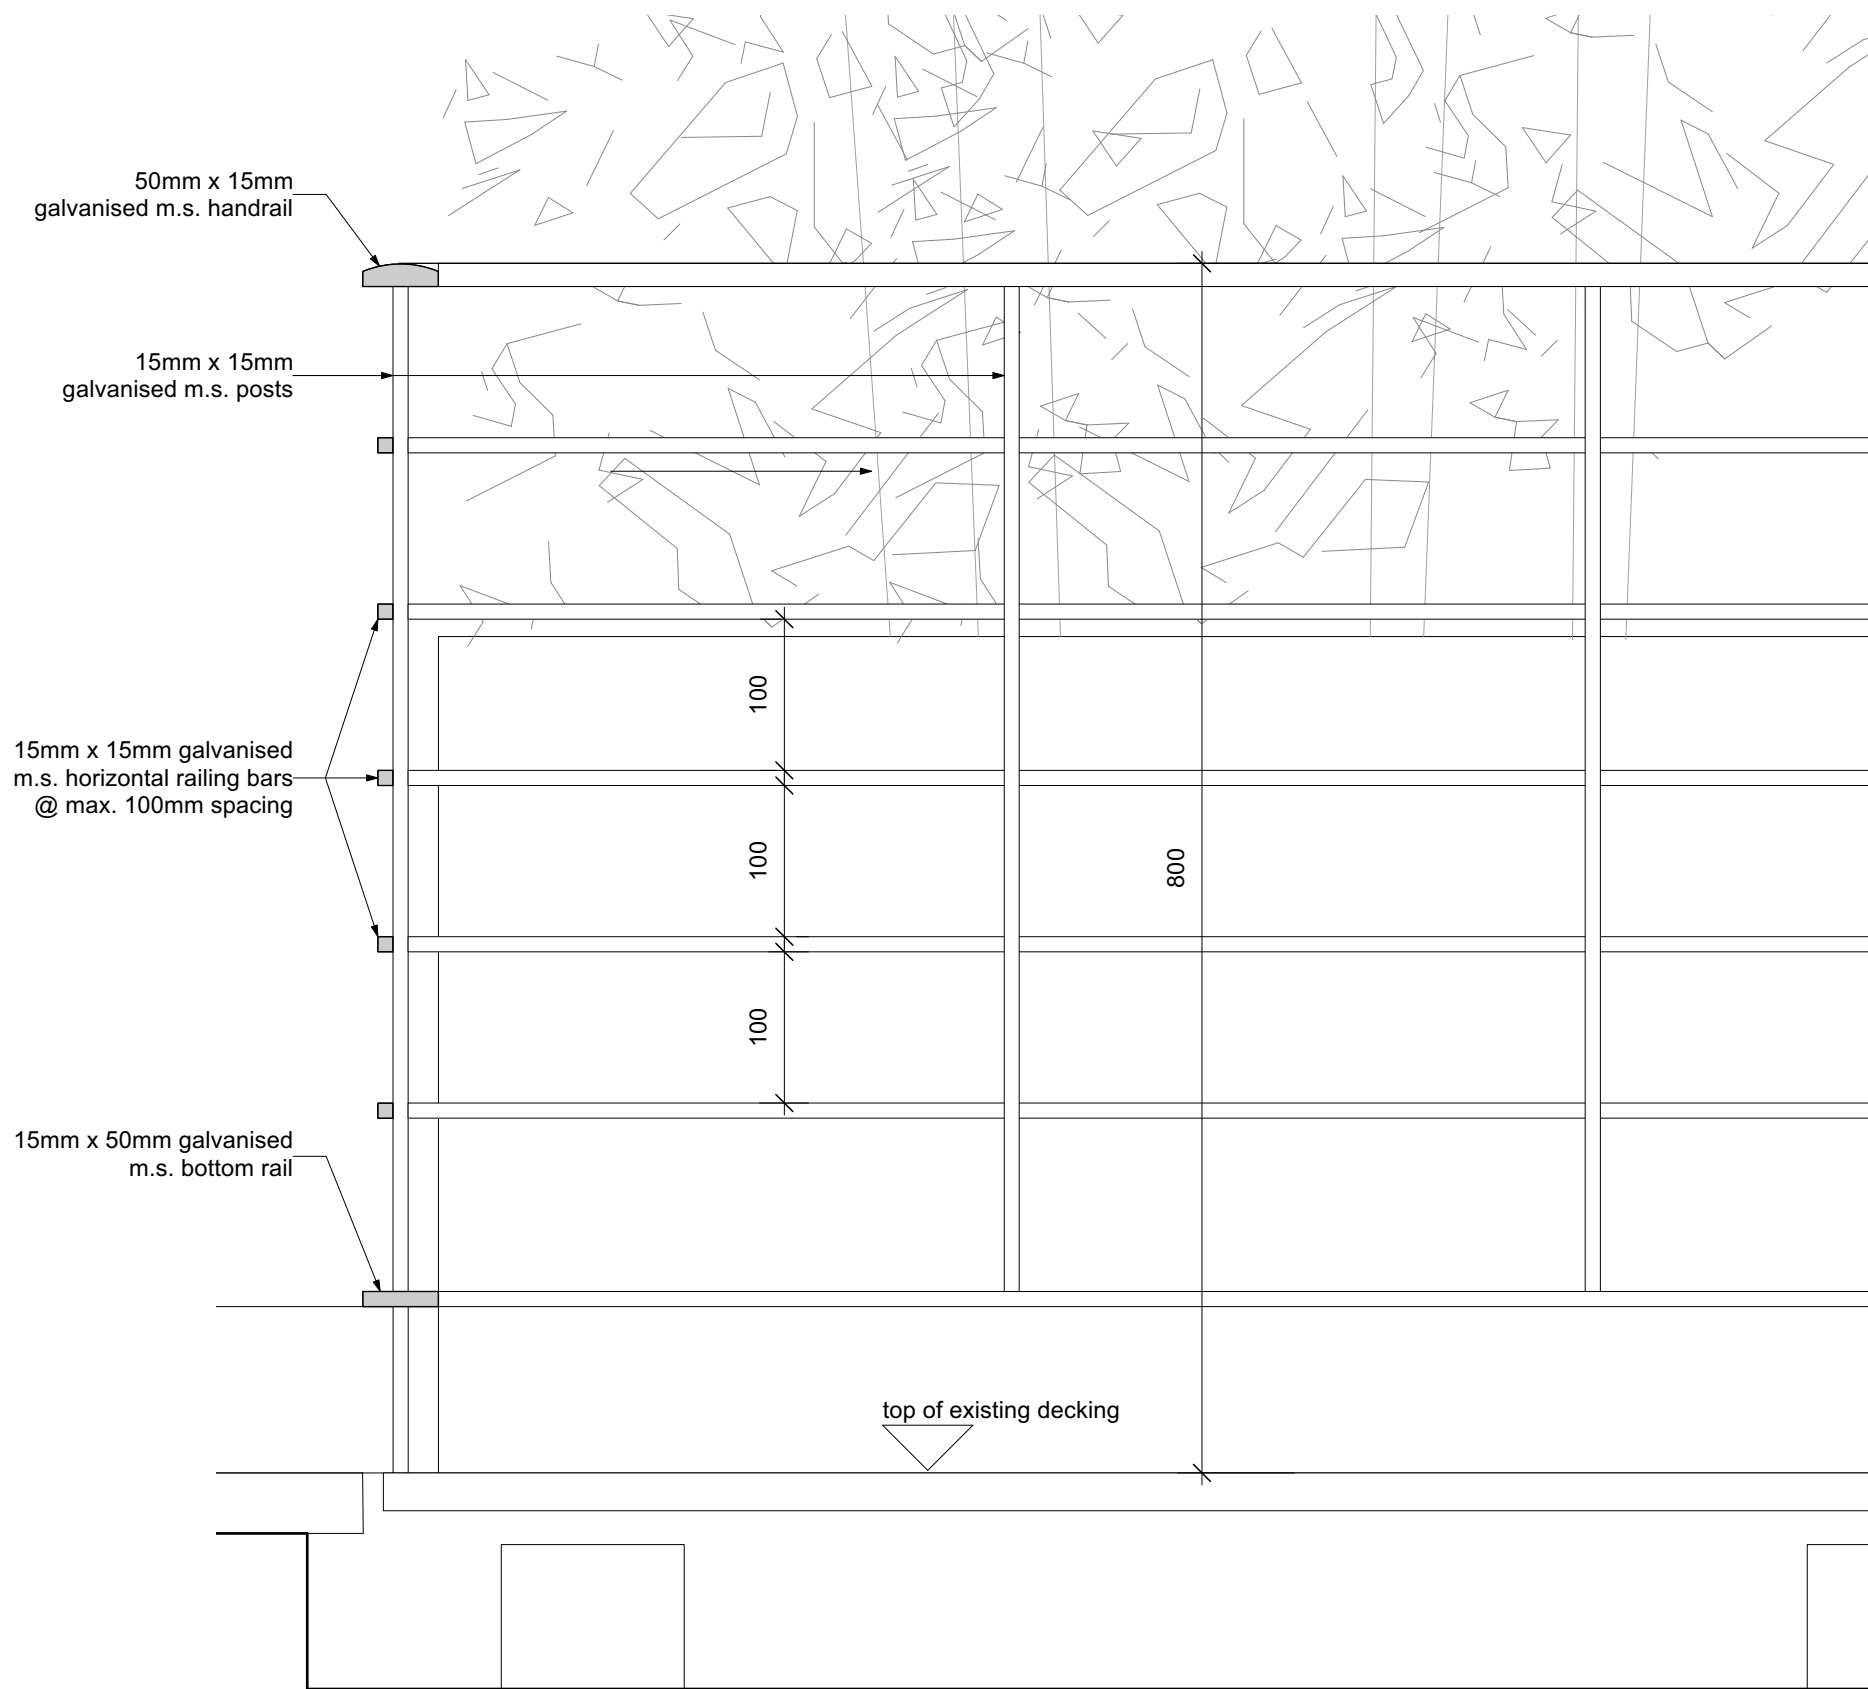 50mm x 15mm
galvanised m.s. handrail
15mm x 15mm
galvanised m.s. posts
100
15mm x 15mm galvanised
m.s. horizontal railing bars
@ max. 100mm spacing
100
800
100
15mm x 50mm galvanised
m.s. bottom rail
top of existing decking